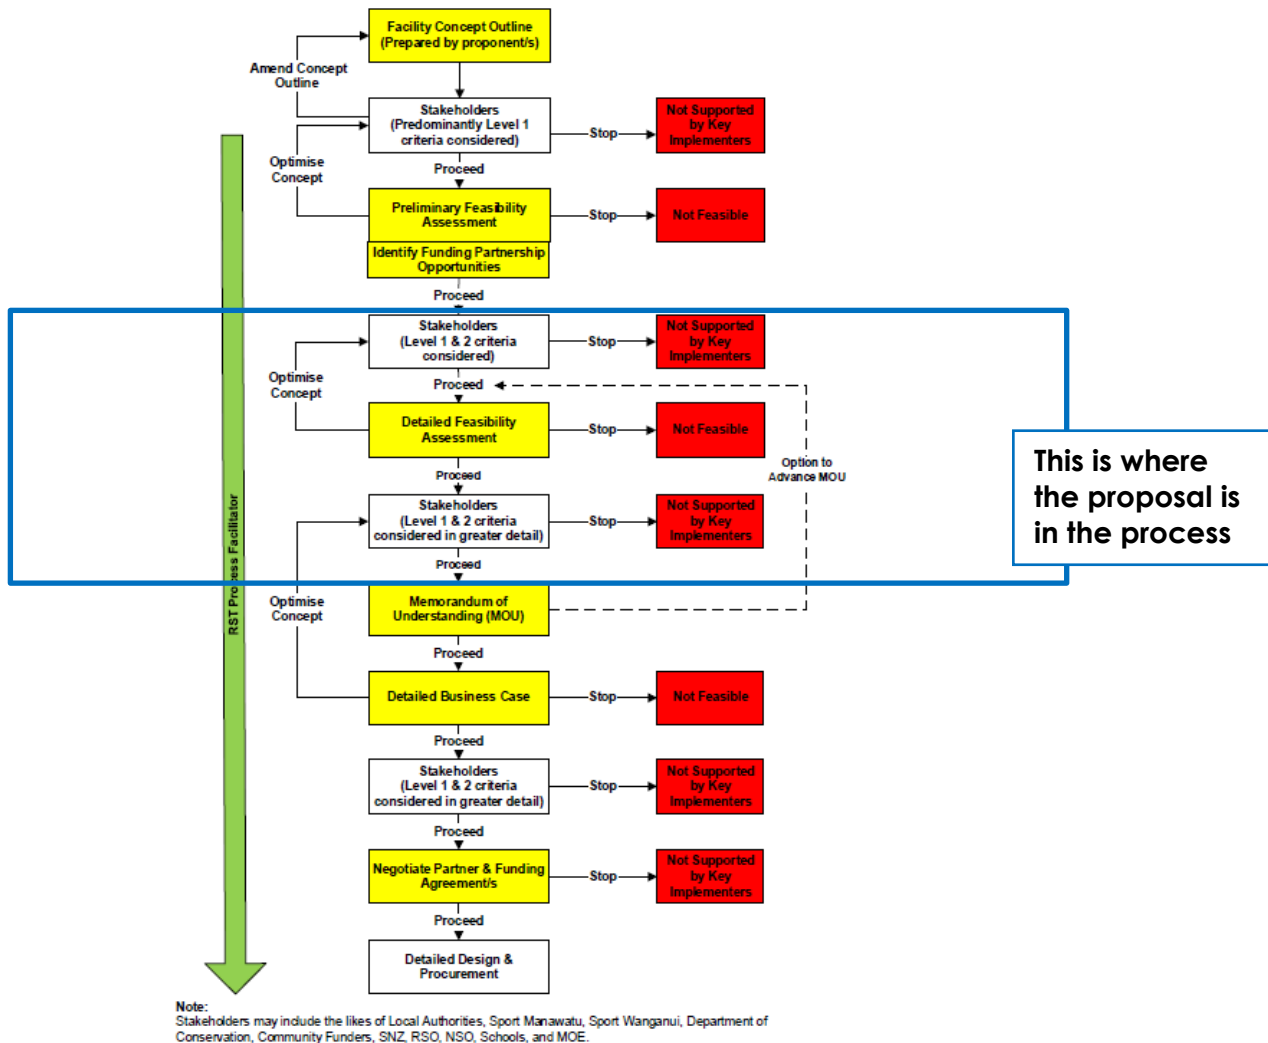 Facility Concept Outline
(Prepared by proponent/s)
Amend Concept
Outline
Stakeholders
(Predominantly Level 1
criteria considered)
Stop
Not Supported
by Key
Implementers
Optimise
Concept
Proceed
Preliminary Feasibility
Assessment
Stop
Not Feasible
Identify Funding Partnership
Opportunities
Proceed
Stakeholders
(Level 1 & 2 criteria
considered)
Stop
Not Supported
by Key
Implementers
Optimise
Concept
Proceed
Detailed Feasibility
Assessment
Stop
Not Feasible
Option to
Advance MOU
This is where
the proposal is
in the process
Proceed
Stakeholders
(Level 1 & 2 criteria
considered in greater detail)
Stop
Not Supported
by Key
Implementers
RST Process Facilitator
Proceed
Optimise
Concept
Memorandum of
Understanding (MOU)
Proceed
Detailed Business Case
Stop
Not Feasible
Proceed
Stakeholders
(Level 1 & 2 criteria
considered in greater detail)
Stop
Not Supported
by Key
Implementers
Proceed
Negotiate Partner & Funding
Agreement/s
Stop
Not Supported
by Key
Implementers
Proceed
Detailed Design &
Procurement
Note:
Stakeholders may include the likes of Local Authorities, Sport Manawatu, Sport Wanganui, Department of
Conservation, Community Funders, SNZ, RSO, NSO, Schools, and MOE.